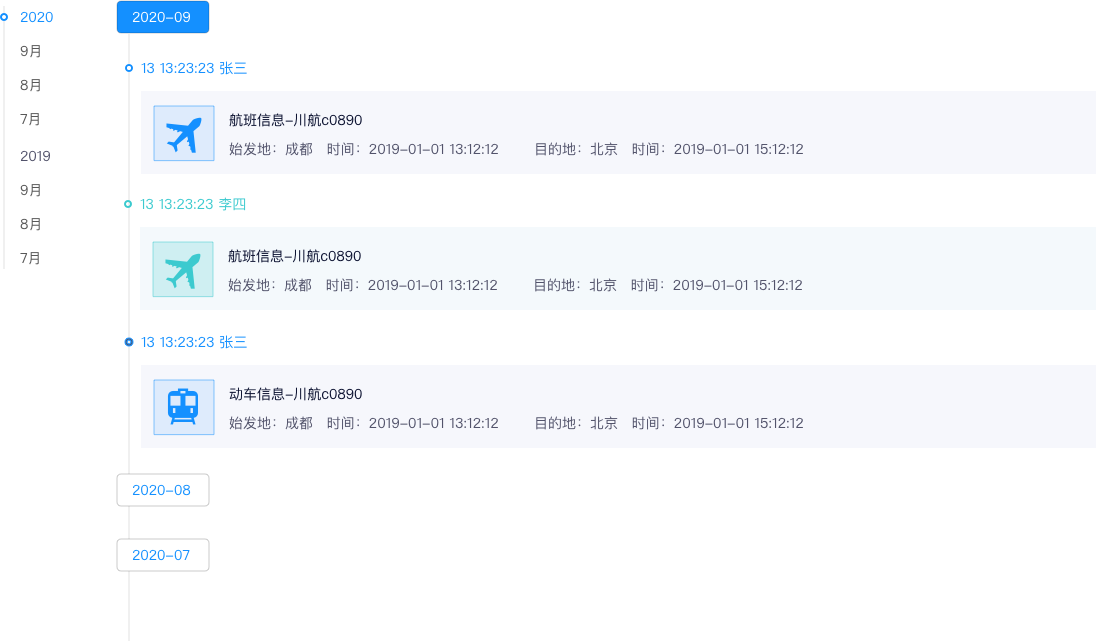 2020
9月
8月
7月
2019
9月
8月
7月
2020-09
13 13:23:23 张三
航班信息-川航c0890
始发地：成都 时间：2019-01-01 13:12:12 目的地：北京 时间：2019-01-01 15:12:12
13 13:23:23 李四
航班信息-川航c0890
始发地：成都 时间：2019-01-01 13:12:12 目的地：北京 时间：2019-01-01 15:12:12
13 13:23:23 张三
动车信息-川航c0890
始发地：成都 时间：2019-01-01 13:12:12 目的地：北京 时间：2019-01-01 15:12:12
2020-08
2020-07